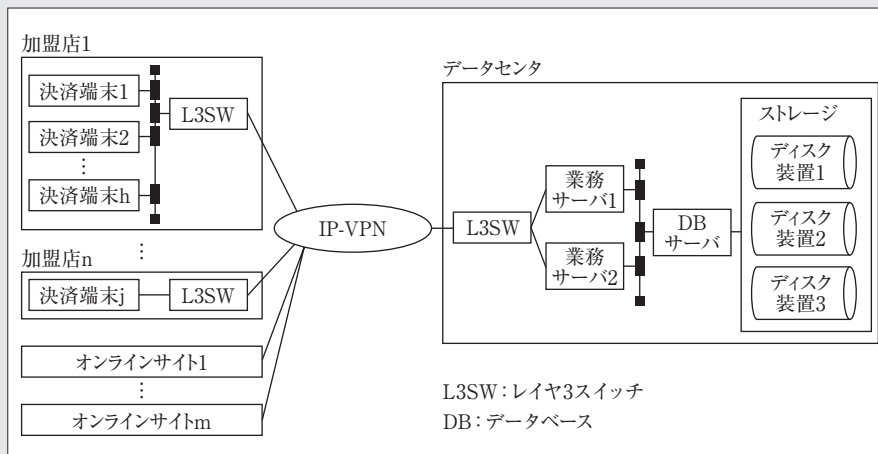 加盟店1
決済端末1
決済端末2
⋮
決済端末h
L3SW
⋮
加盟店n
決済端末j
L3SW
オンラインサイト1
⋮
オンラインサイトm
IP-VPN
データセンタ
L3SW
業務
サーバ1
業務
サーバ2
DB
サーバ
ストレージ
ディスク
装置1
ディスク
装置2
ディスク
装置3
L3SW：レイヤ3スイッチ
DB：データベース